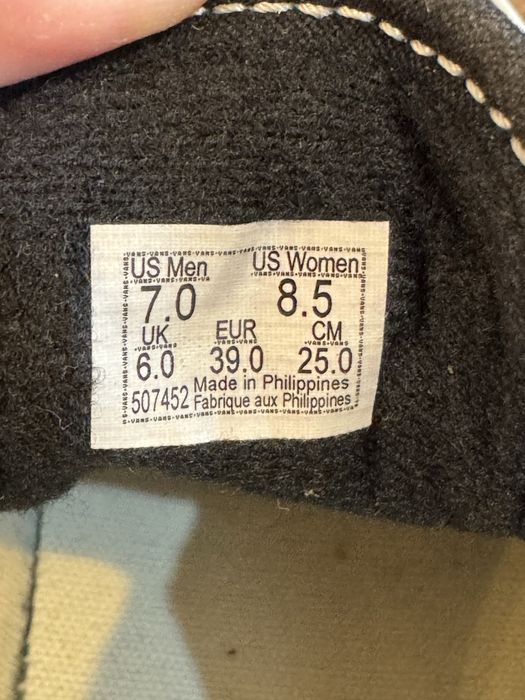 US Men US Women
7.0 8.5
UK EUR CM
6.0 39.0 25.0
507452 Made in Philippines
Fabrique aux Philippines